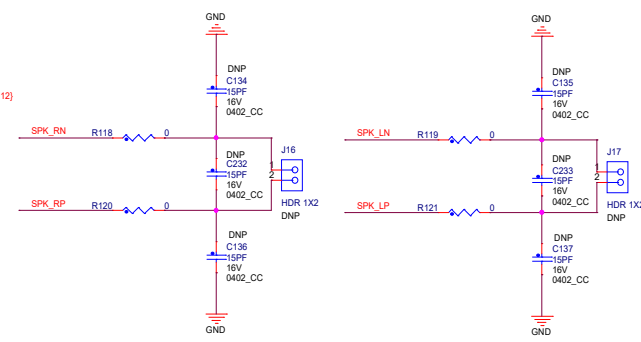 GND
DNP
C134
15PF
16V
0402_CC
12}
SPK_RN
R118
0
J16
1
2
DNP
C232
15PF
16V
0402_CC
HDR 1X2
DNP
SPK_RP
R120
0
DNP
C136
15PF
16V
0402_CC
GND
GND
DNP
C135
15PF
16V
0402_CC
SPK_LN
R119
0
J17
1
2
DNP
C233
15PF
16V
0402_CC
HDR 1X2
DNP
SPK_LP
R121
0
DNP
C137
15PF
16V
0402_CC
GND